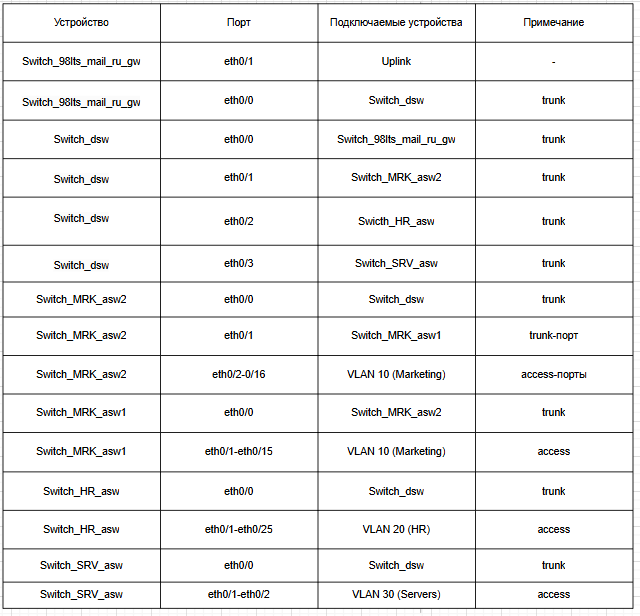 Устройство Порт Подключаемые устройства Примечание
Switch_98lts_mail_ru_gw eth0/1 Uplink -
Switch_98lts_mail_ru_gw eth0/0 Switch_dsw trunk
Switch_dsw eth0/0 Switch_98lts_mail_ru_gw trunk
Switch_dsw eth0/1 Switch_MRK_asw2 trunk
Switch_dsw eth0/2 Swicth_HR_asw trunk
Switch_dsw eth0/3 Switch_SRV_asw trunk
Switch_MRK_asw2 eth0/0 Switch_dsw trunk
Switch_MRK_asw2 eth0/1 Switch_MRK_asw1 trunk-порт
Switch_MRK_asw2 eth0/2-0/16 VLAN 10 (Marketing) access-порты
Switch_MRK_asw1 eth0/0 Switch_MRK_asw2 trunk
Switch_MRK_asw1 eth0/1-eth0/15 VLAN 10 (Marketing) access
Switch_HR_asw eth0/0 Switch_dsw trunk
Switch_HR_asw eth0/1-eth0/25 VLAN 20 (HR) access
Switch_SRV_asw eth0/0 Switch_dsw trunk
Switch_SRV_asw eth0/1-eth0/2 VLAN 30 (Servers) access